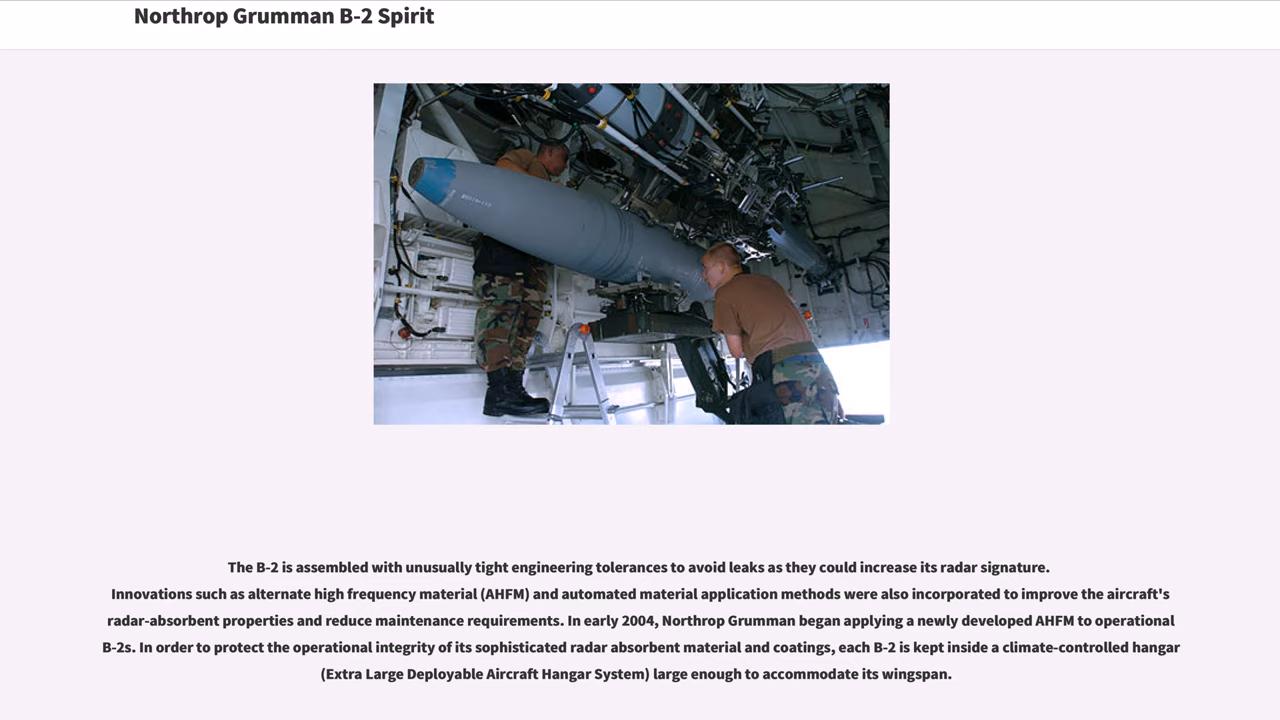 Northrop Grumman B-2 Spirit
The B-2 is assembled with unusually tight engineering tolerances to avoid leaks as they could increase its radar signature.
Innovations such as alternate high frequency material (AHFM) and automated material application methods were also incorporated to improve the aircraft's
radar-absorbent properties and reduce maintenance requirements. In early 2004, Northrop Grumman began applying a newly developed AHFM to operational
B-2s. In order to protect the operational integrity of its sophisticated radar absorbent material and coatings, each B-2 is kept inside a climate-controlled hangar
(Extra Large Deployable Aircraft Hangar System) large enough to accommodate its wingspan.